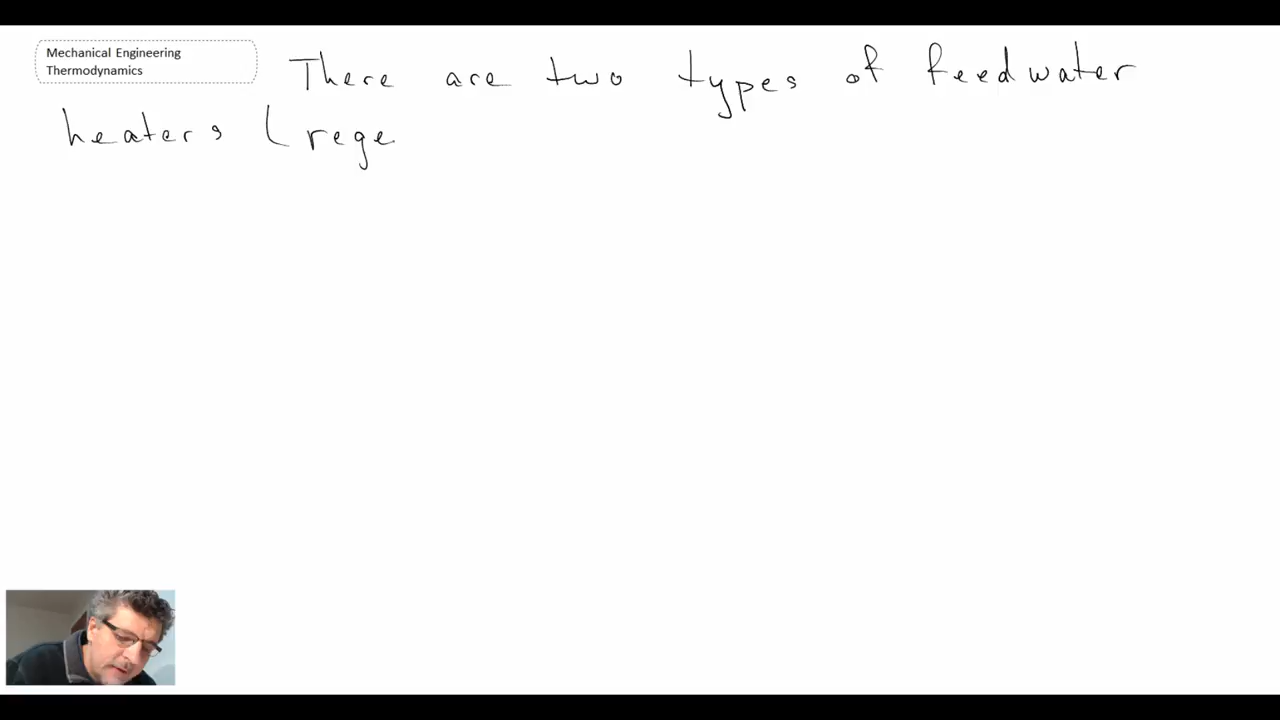 Mechanical Engineering
Thermodynamics
There are two types of feedwater
heaters (rege